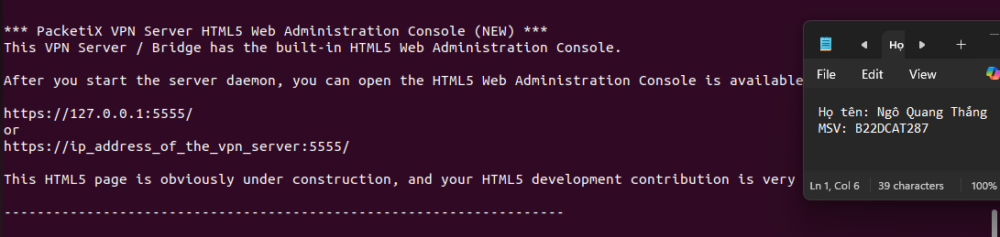 *** PacketiX VPN Server HTML5 Web Administration Console (NEW) ***
This VPN Server / Bridge has the built-in HTML5 Web Administration Console.
After you start the server daemon, you can open the HTML5 Web Administration Console is available
https://127.0.0.1:5555/
or
https://ip_address_of_the_vpn_server:5555/
This HTML5 page is obviously under construction, and your HTML5 development contribution is very
--------------------------------------------------------------------
Họ
File Edit View
Họ tên: Ngô Quang Thắng
MSV: B22DCAT287
Ln 1, Col 6 39 characters 100%